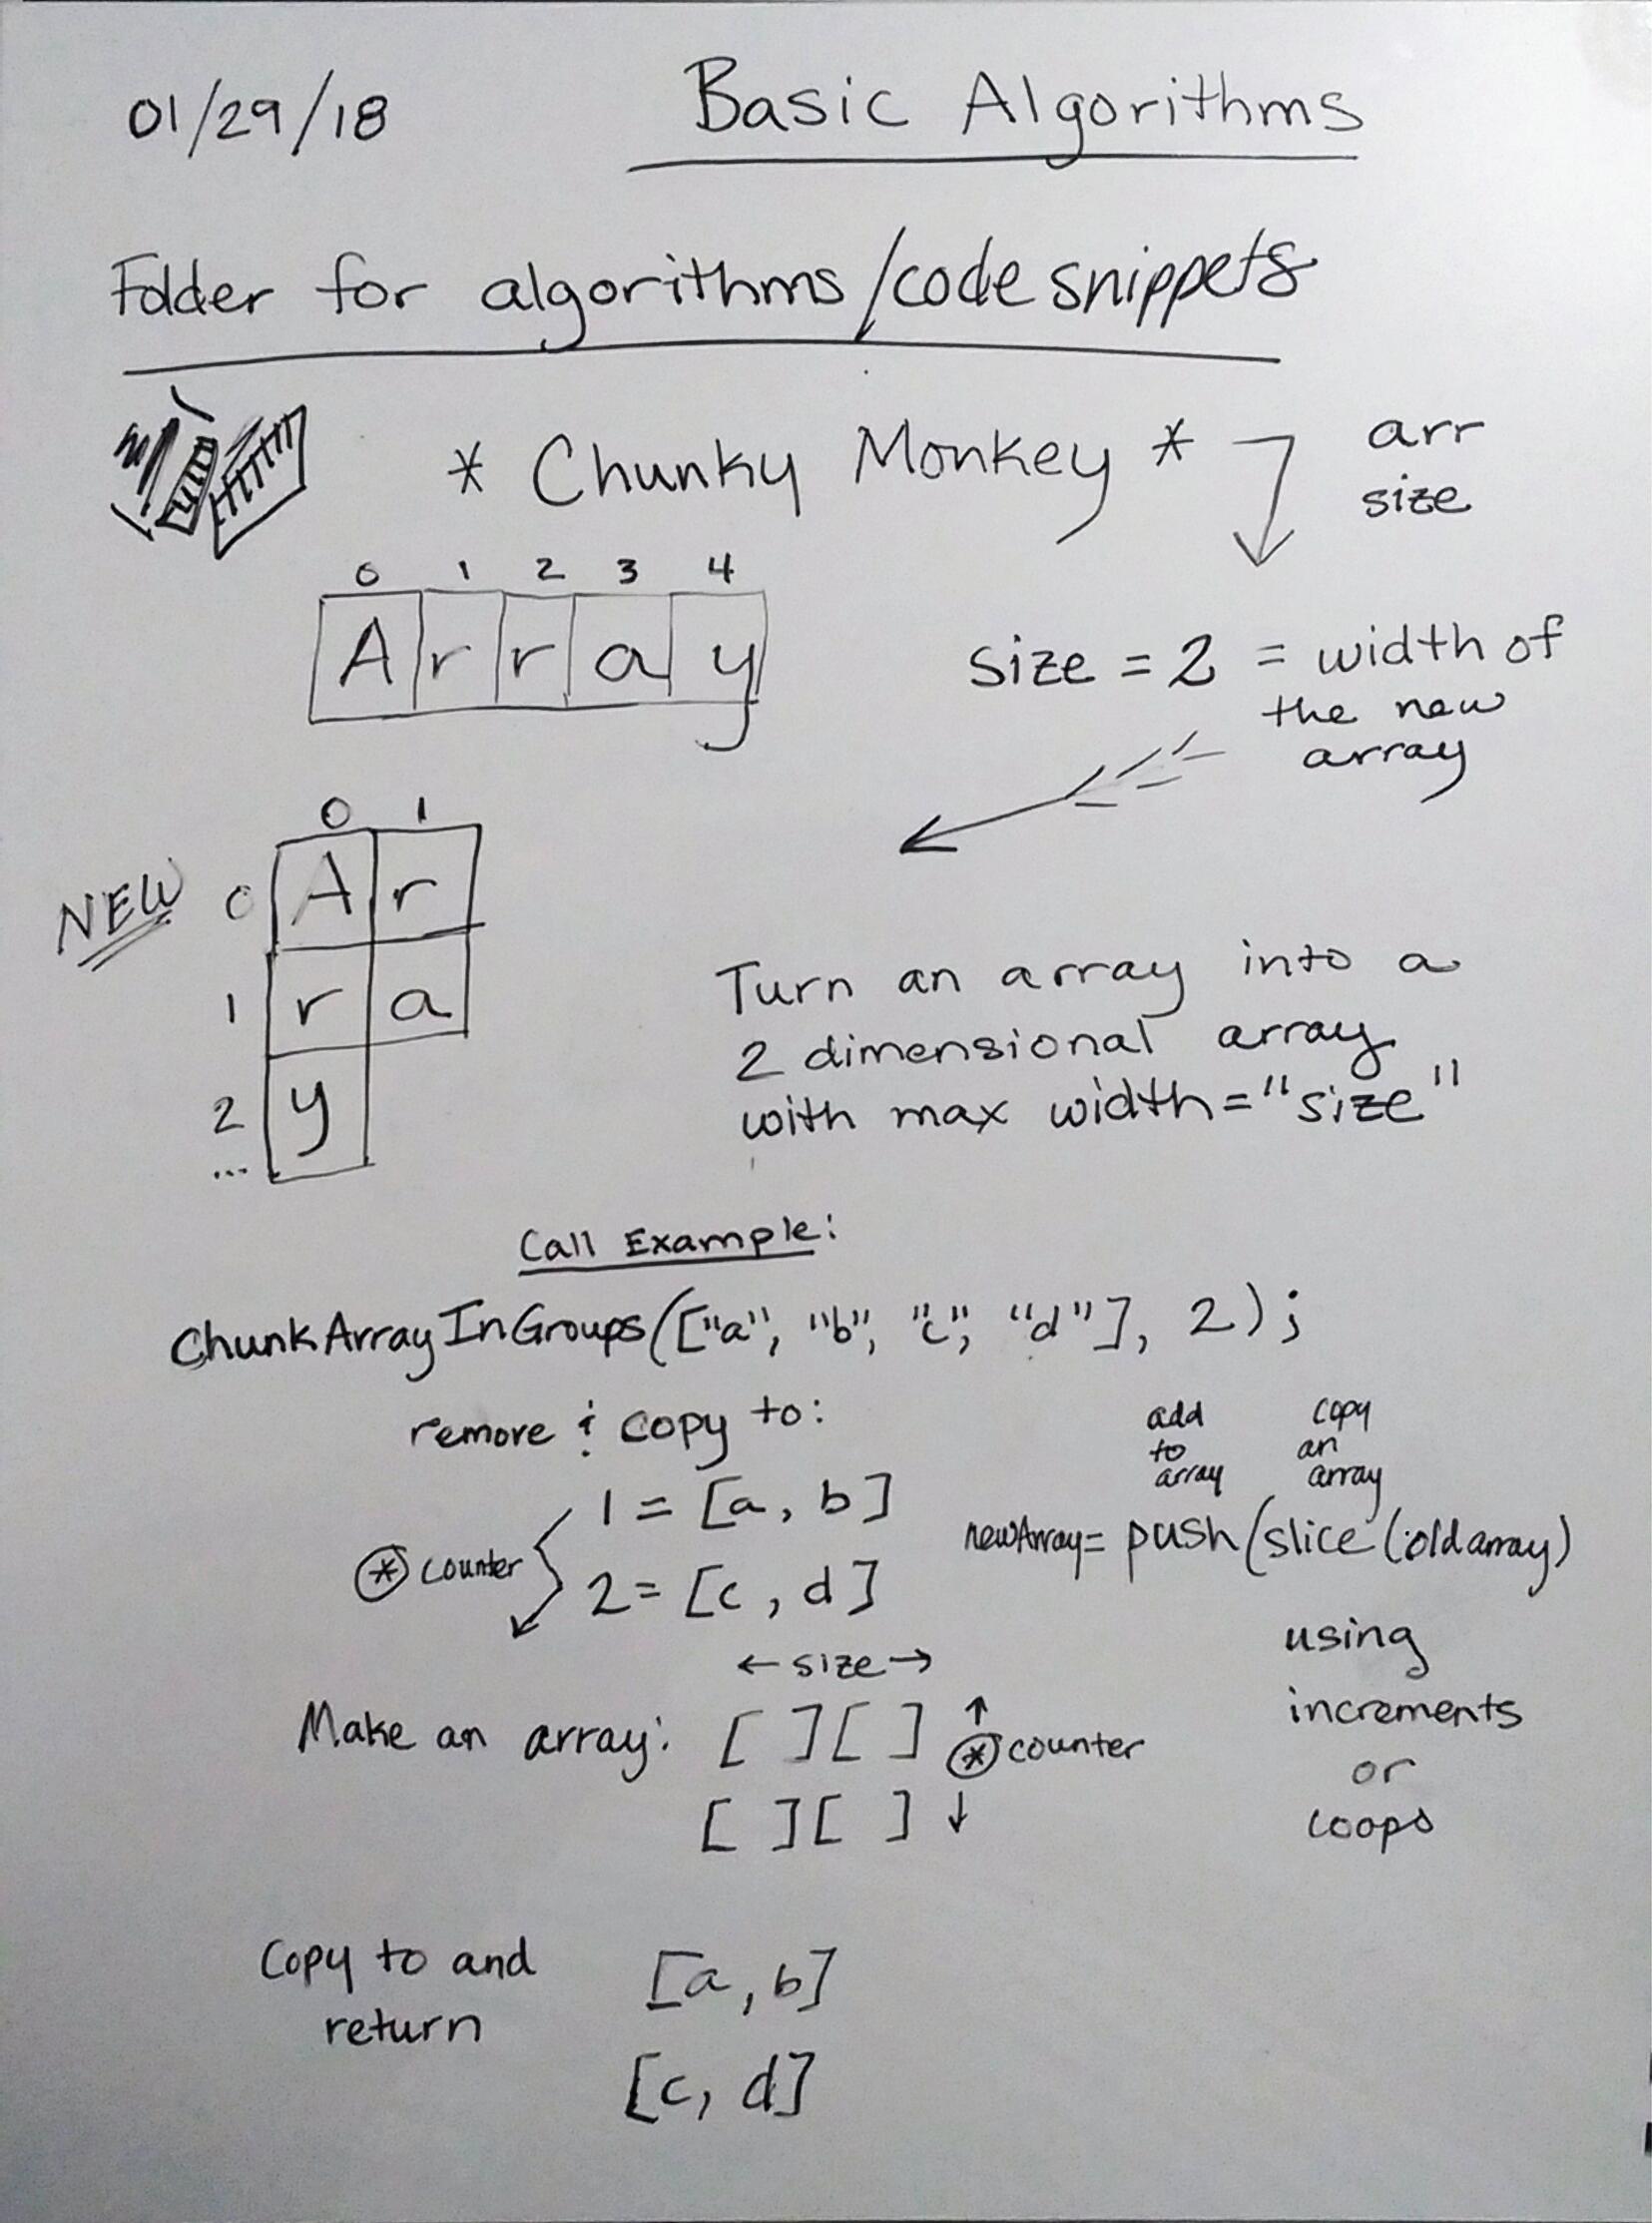 01/29/18
Basic Algorithms
Folder for algorithms/code snippets
* Chunky Monkey *
arr
size
0 1 2 3 4
A r r a y
size = 2 = width of
the new
array
0 1
NEW 0 A r
1 r a
2 y
...
Turn an array into a
2 dimensional array
with max width="size"
Call Example:
ChunkArrayInGroups(["a", "b", "c", "d"], 2);
remove & copy to:
1 = [a, b]
* counter
2 = [c, d]
add
to
array
copy
an
array
newArray= push(slice(oldarray)
using
increments
or
loops
← size →
Make an array: [ ][ ] ↑
* counter
[ ][ ] ↓
Copy to and
return
[a, b]
[c, d]